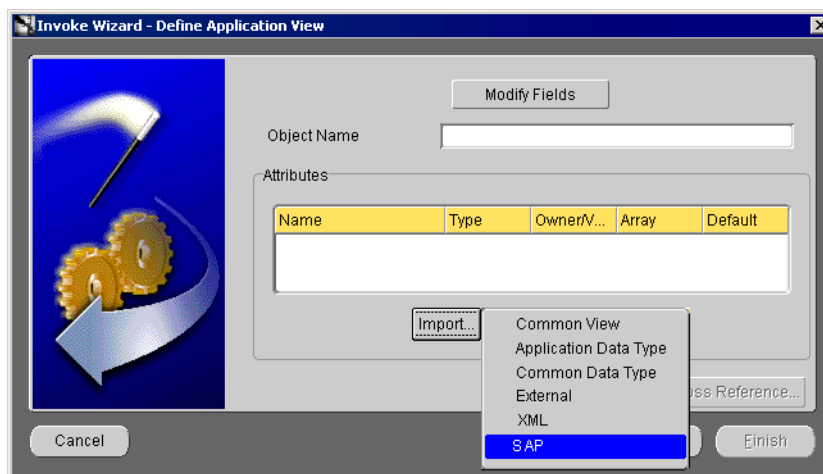 Invoke Wizard - Define Application View
Modify Fields
Object Name
Attributes
Name Type Owner/V... Array Default
Import...
Common View
Application Data Type
Common Data Type
External
XML
SAP
Reference...
Cancel
Finish